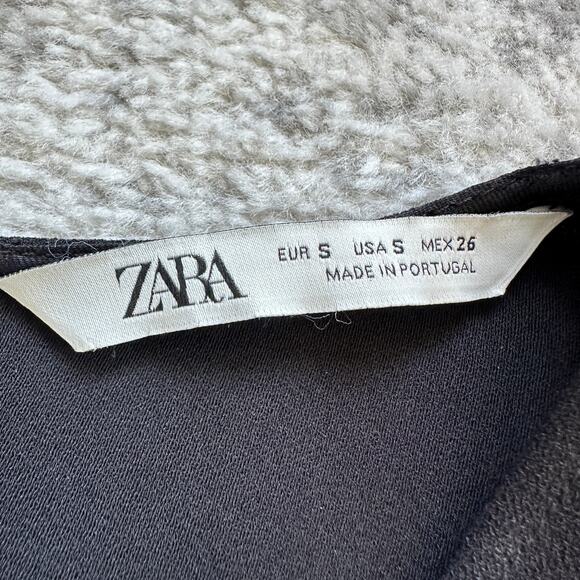 ZARA
EUR S USA S MEX 26
MADE IN PORTUGAL